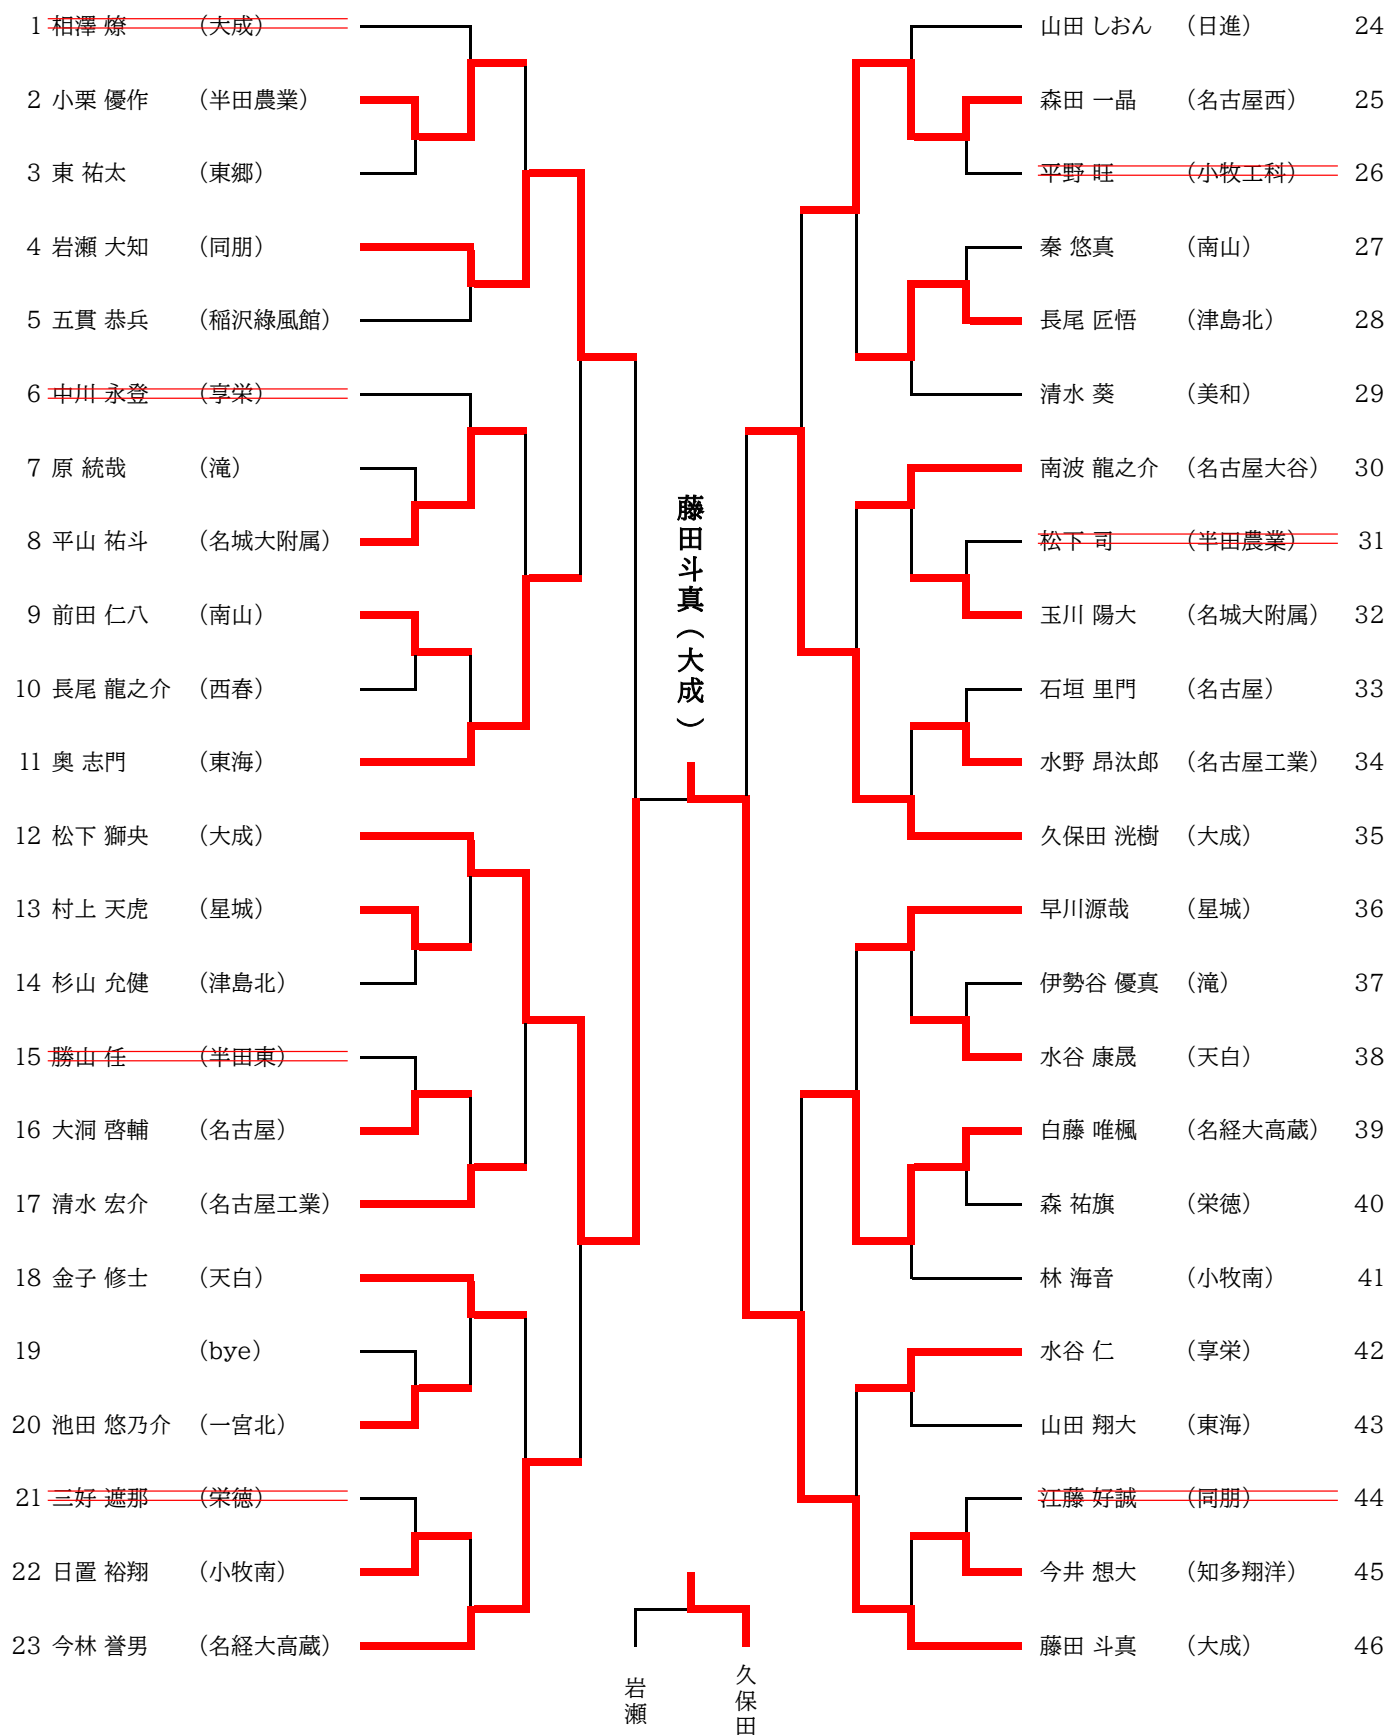 1 相澤 燎 （大成）
2 小栗 優作 （半田農業）
3 東 祐太 （東郷）
4 岩瀬 大知 （同朋）
5 五貫 恭兵 （稲沢綠風館）
6 中川 永登 （享栄）
7 原 統哉 （滝）
8 平山 祐斗 （名城大附属）
9 前田 仁八 （南山）
10 長尾 龍之介 （西春）
11 奥 志門 （東海）
12 松下 獅央 （大成）
13 村上 天虎 （星城）
14 杉山 允健 （津島北）
15 勝山 任 （半田東）
16 大洞 啓輔 （名古屋）
17 清水 宏介 （名古屋工業）
18 金子 修士 （天白）
19 （bye）
20 池田 悠乃介 （一宮北）
21 三好 遮那 （栄徳）
22 日置 裕翔 （小牧南）
23 今林 誉男 （名経大高蔵）
藤田斗真（大成）
岩瀬
久保田
山田 しおん （日進） 24
森田 一晶 （名古屋西） 25
平野 旺 （小牧工科） 26
秦 悠真 （南山） 27
長尾 匠悟 （津島北） 28
清水 葵 （美和） 29
南波 龍之介 （名古屋大谷） 30
松下 司 （半田農業） 31
玉川 陽大 （名城大附属） 32
石垣 里門 （名古屋） 33
水野 昂汰郎 （名古屋工業） 34
久保田 洸樹 （大成） 35
早川源哉 （星城） 36
伊勢谷 優真 （滝） 37
水谷 康晟 （天白） 38
白藤 唯楓 （名経大高蔵） 39
森 祐旗 （栄徳） 40
林 海音 （小牧南） 41
水谷 仁 （享栄） 42
山田 翔大 （東海） 43
江藤 好誠 （同朋） 44
今井 想大 （知多翔洋） 45
藤田 斗真 （大成） 46